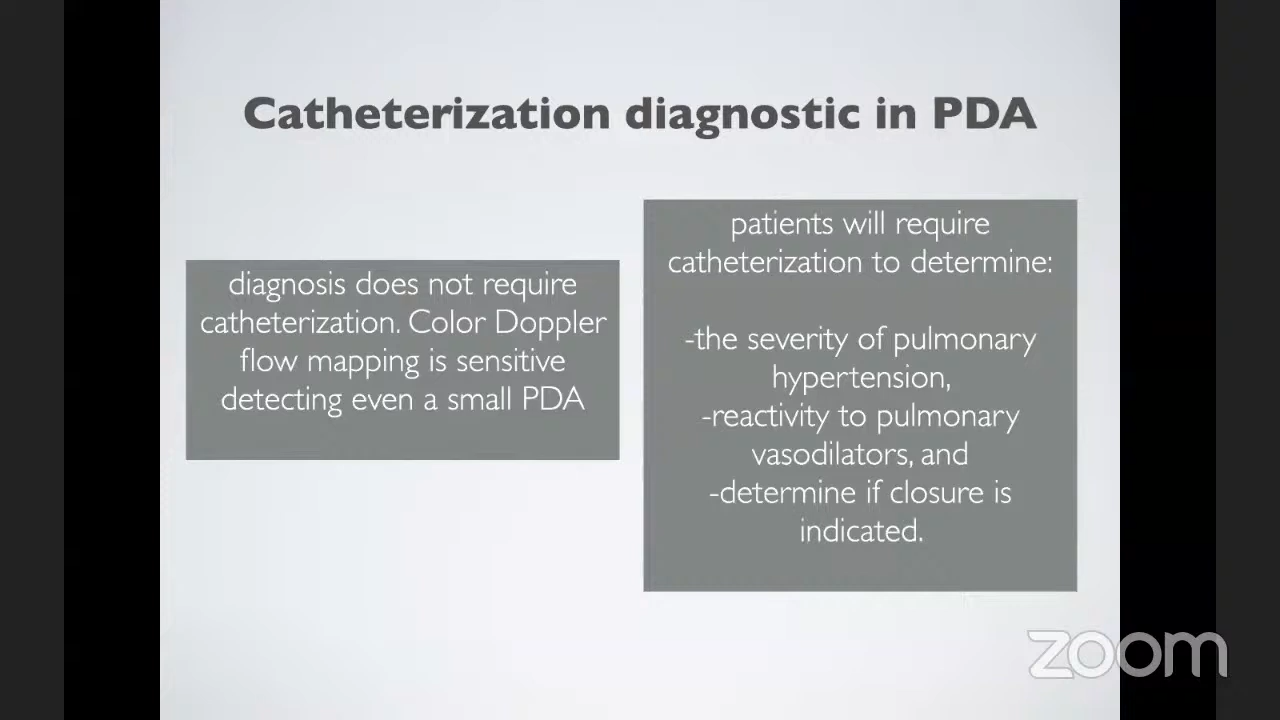 Catheterization diagnostic in PDA
diagnosis does not require
catheterization. Color Doppler
flow mapping is sensitive
detecting even a small PDA
patients will require
catheterization to determine:
-the severity of pulmonary
hypertension,
-reactivity to pulmonary
vasodilators, and
-determine if closure is
indicated.
zoom